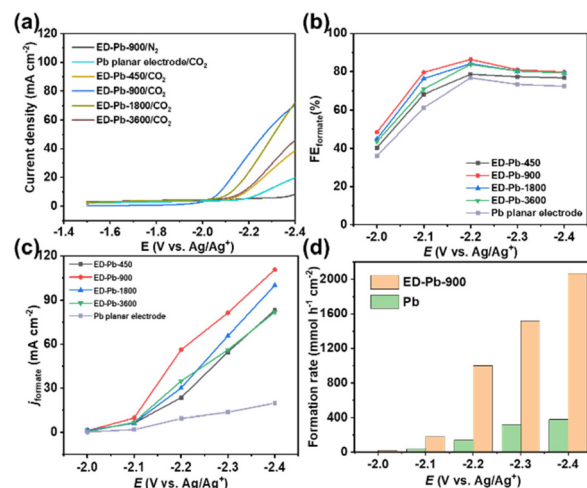 (a)
ED-Pb-900/N2
Pb planar electrode/CO2
ED-Pb-450/CO2
ED-Pb-900/CO2
ED-Pb-1800/CO2
ED-Pb-3600/CO2
Current density (mA cm-2)
120
100
80
60
40
20
0
-1.4 -1.6 -1.8 -2.0 -2.2 -2.4
E (V vs. Ag/Ag+)
(b)
FEformate(%)
100
80
60
40
20
0
ED-Pb-450
ED-Pb-900
ED-Pb-1800
ED-Pb-3600
Pb planar electrode
-2.0 -2.1 -2.2 -2.3 -2.4
E (V vs. Ag/Ag+)
(c)
ED-Pb-450
ED-Pb-900
ED-Pb-1800
ED-Pb-3600
Pb planar electrode
jformate (mA cm-2)
120
90
60
30
0
-2.0 -2.1 -2.2 -2.3 -2.4
E (V vs. Ag/Ag+)
(d)
ED-Pb-900
Pb
Formation rate (mmol h-1 cm-2)
2000
1600
1200
800
400
0
-2.0 -2.1 -2.2 -2.3 -2.4
E (V vs. Ag/Ag+)